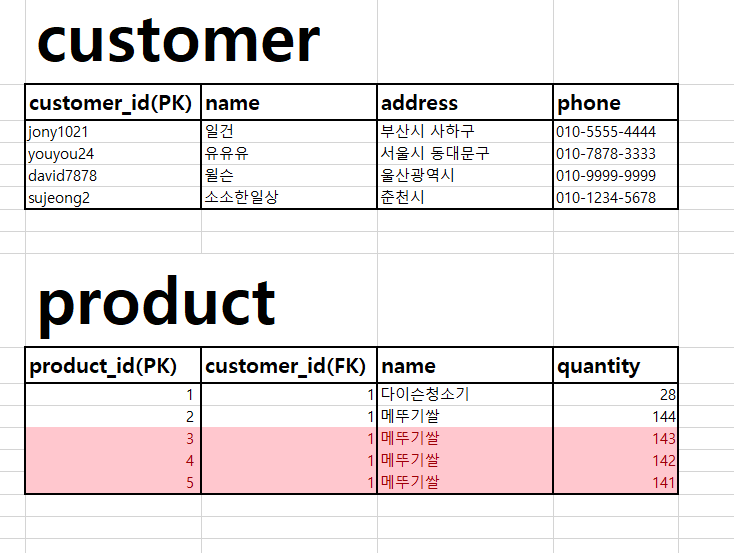 customer
customer_id(PK) name address phone
jony1021 일건 부산시 사하구 010-5555-4444
youyou24 유유유 서울시 동대문구 010-7878-3333
david7878 윌슨 울산광역시 010-9999-9999
sujeong2 소소한일상 춘천시 010-1234-5678
product
product_id(PK) customer_id(FK) name quantity
1 1 다이슨청소기 28
2 1 메뚜기쌀 144
3 1 메뚜기쌀 143
4 1 메뚜기쌀 142
5 1 메뚜기쌀 141